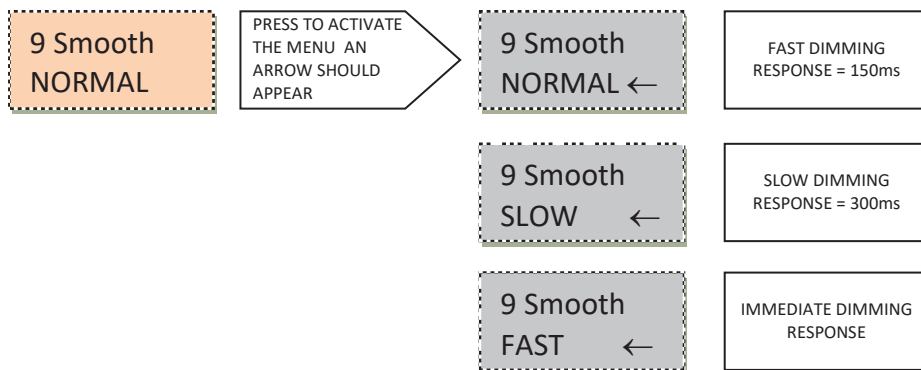 9 Smooth
NORMAL
PRESS TO ACTIVATE
THE MENU AN
ARROW SHOULD
APPEAR
9 Smooth
NORMAL ←
FAST DIMMING
RESPONSE = 150ms
9 Smooth
SLOW ←
SLOW DIMMING
RESPONSE = 300ms
9 Smooth
FAST ←
IMMEDIATE DIMMING
RESPONSE